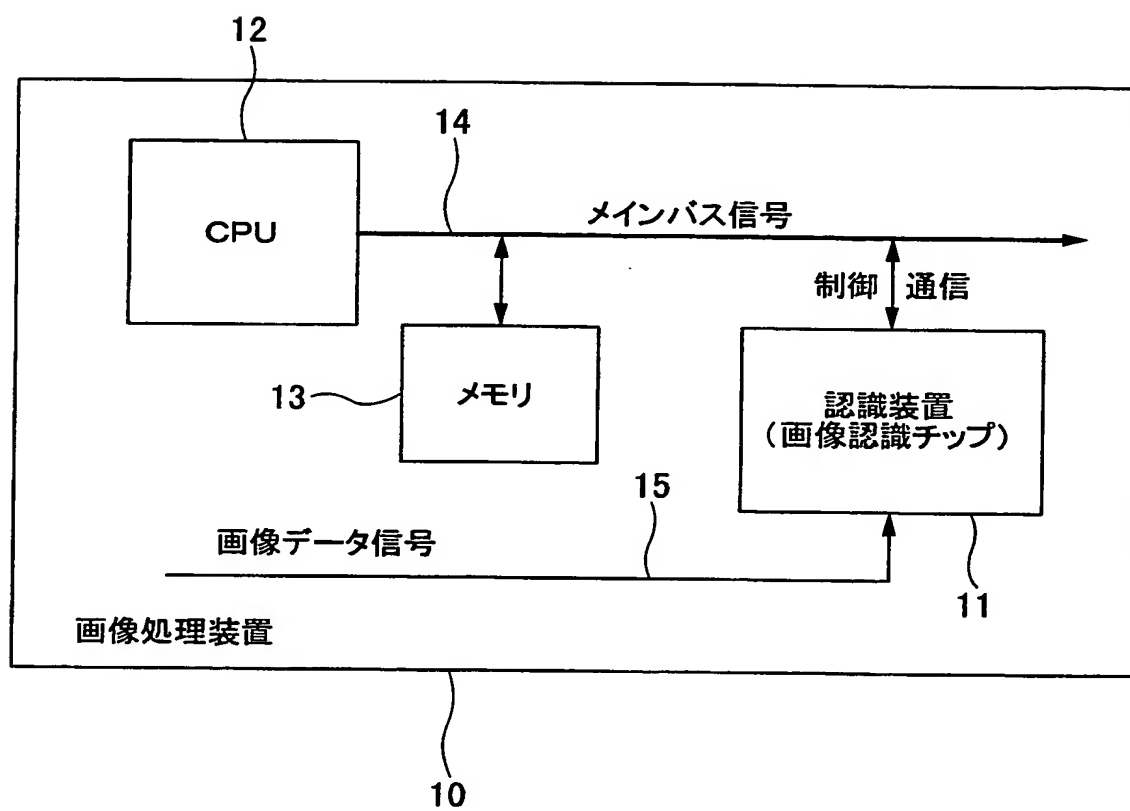 12
14
CPU
メインバス信号
制御 通信
13
メモリ
認識装置
(画像認識チップ)
15
画像データ信号
11
画像処理装置
10